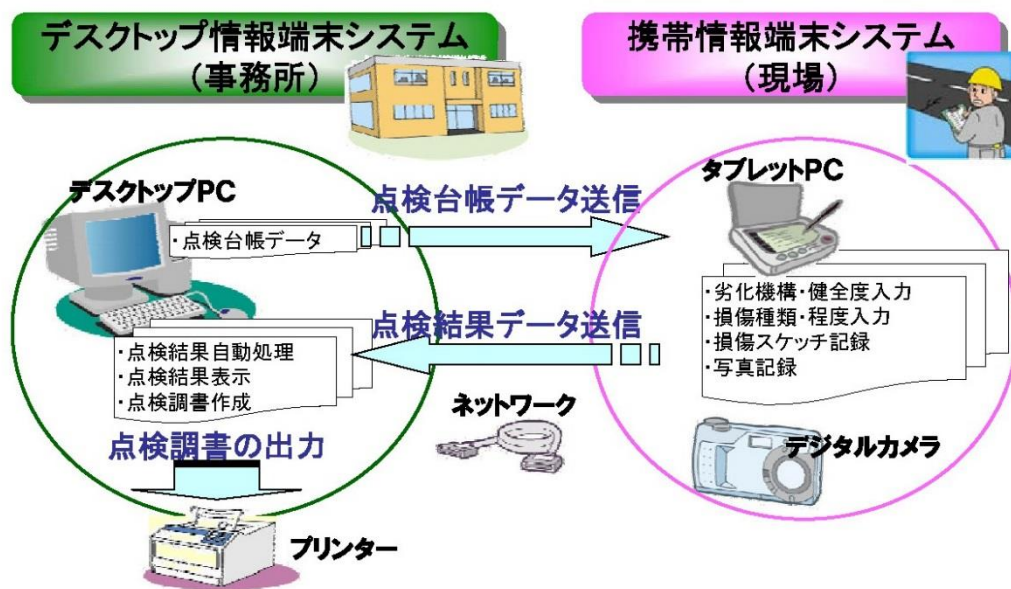 デスクトップ情報端末システム
（事務所）
携帯情報端末システム
（現場）
デスクトップPC
・点検台帳データ
点検台帳データ送信
タブレットPC
・劣化機構・健全度入力
・損傷種類・程度入力
・損傷スケッチ記録
・写真記録
点検結果データ送信
・点検結果自動処理
・点検結果表示
・点検調書作成
ネットワーク
デジタルカメラ
点検調書の出力
プリンター